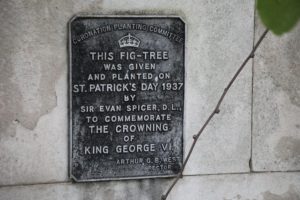 CORONATION PLANTING COMMITTEE
THIS FIG-TREE
WAS GIVEN
AND PLANTED ON
ST. PATRICK'S DAY 1937
BY
SIR EVAN SPICER, D.L.,
TO COMMEMORATE
THE CROWNING
OF
KING GEORGE VI.
ARTHUR G. B. WES
RECTOR